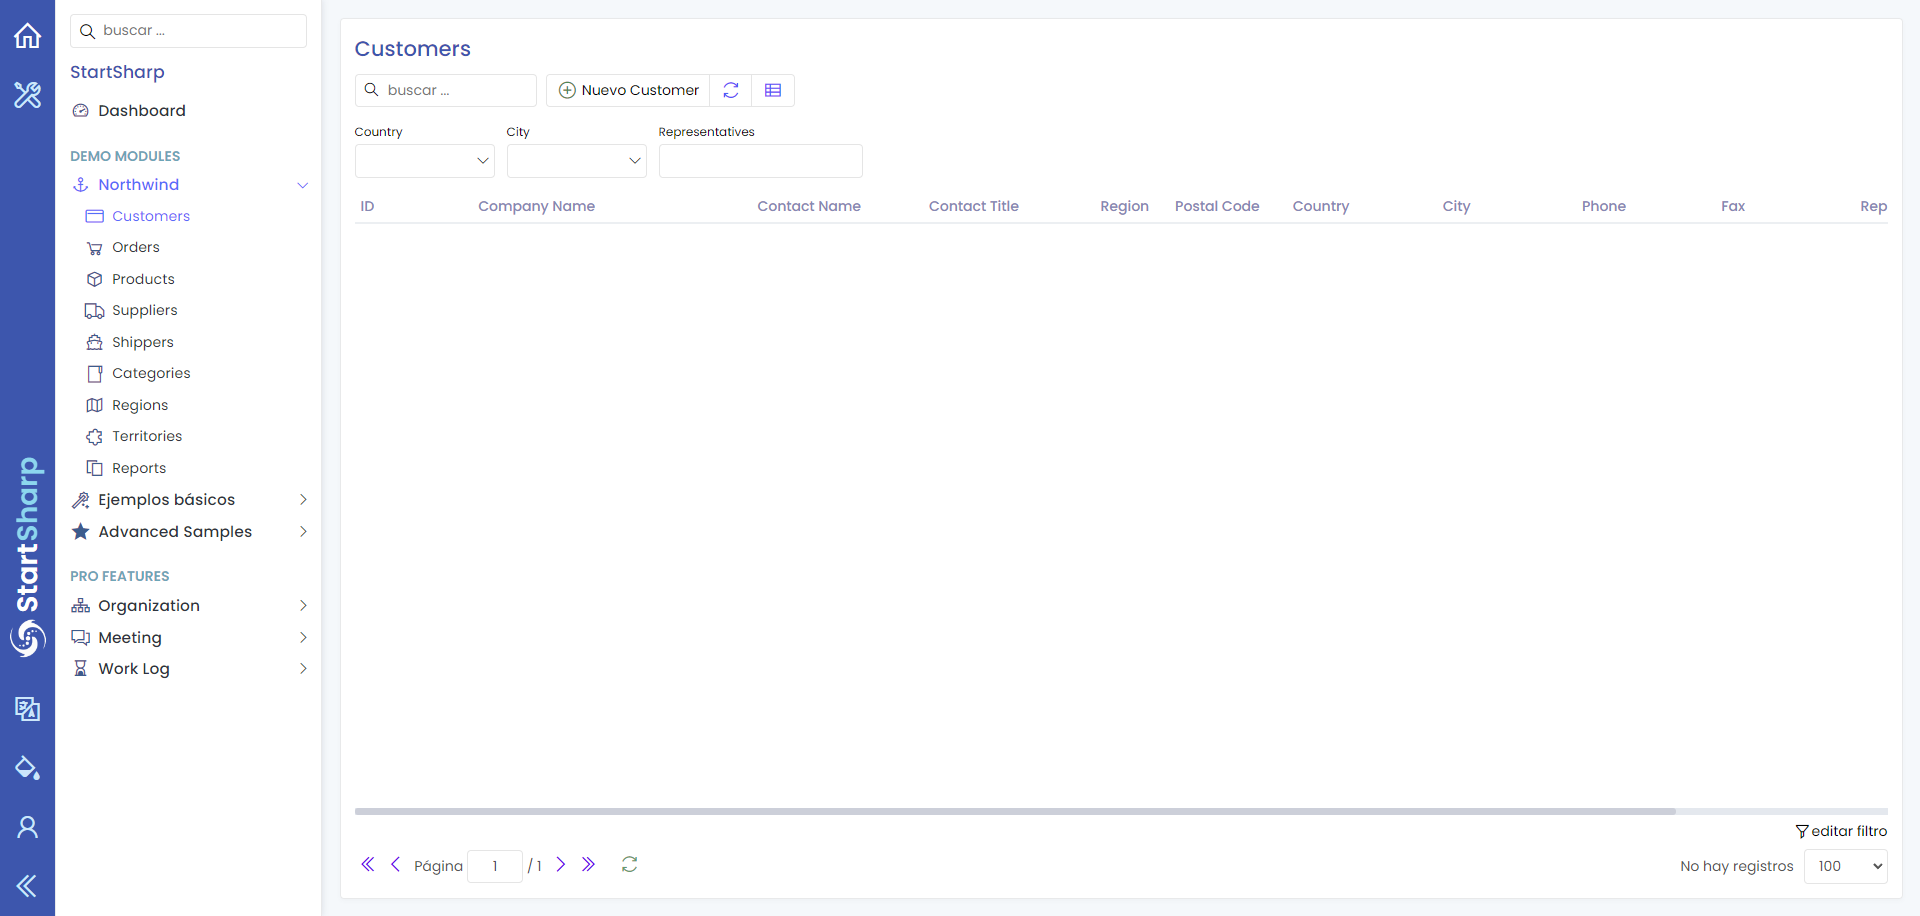 buscar ...
StartSharp
Dashboard
DEMO MODULES
Northwind
Customers
Orders
Products
Suppliers
Shippers
Categories
Regions
Territories
Reports
Ejemplos básicos
Advanced Samples
PRO FEATURES
Organization
Meeting
Work Log
StartSharp
Customers
buscar ...
Nuevo Customer
Country
City
Representatives
ID Company Name Contact Name Contact Title Region Postal Code Country City Phone Fax Rep
editar filtro
Página 1 / 1
No hay registros 100